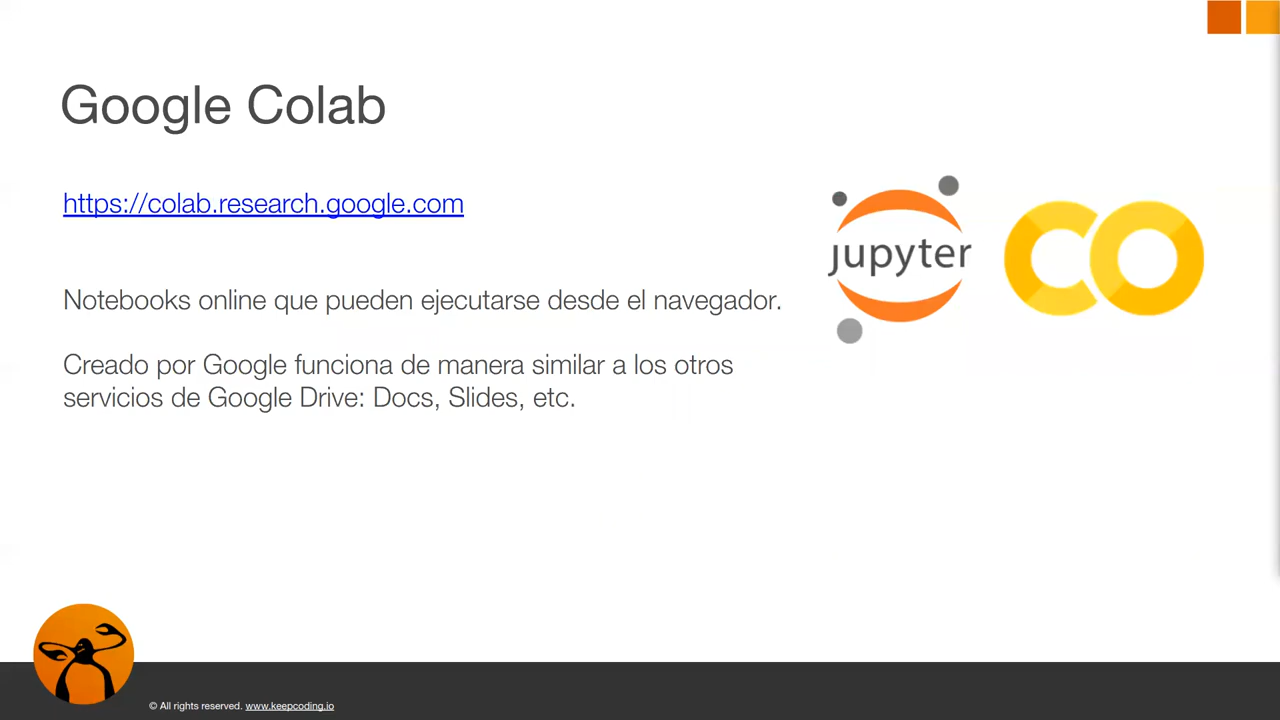 Google Colab
https://colab.research.google.com
jupyter
CO
Notebooks online que pueden ejecutarse desde el navegador.
Creado por Google funciona de manera similar a los otros
servicios de Google Drive: Docs, Slides, etc.
© All rights reserved. www.keepcoding.io